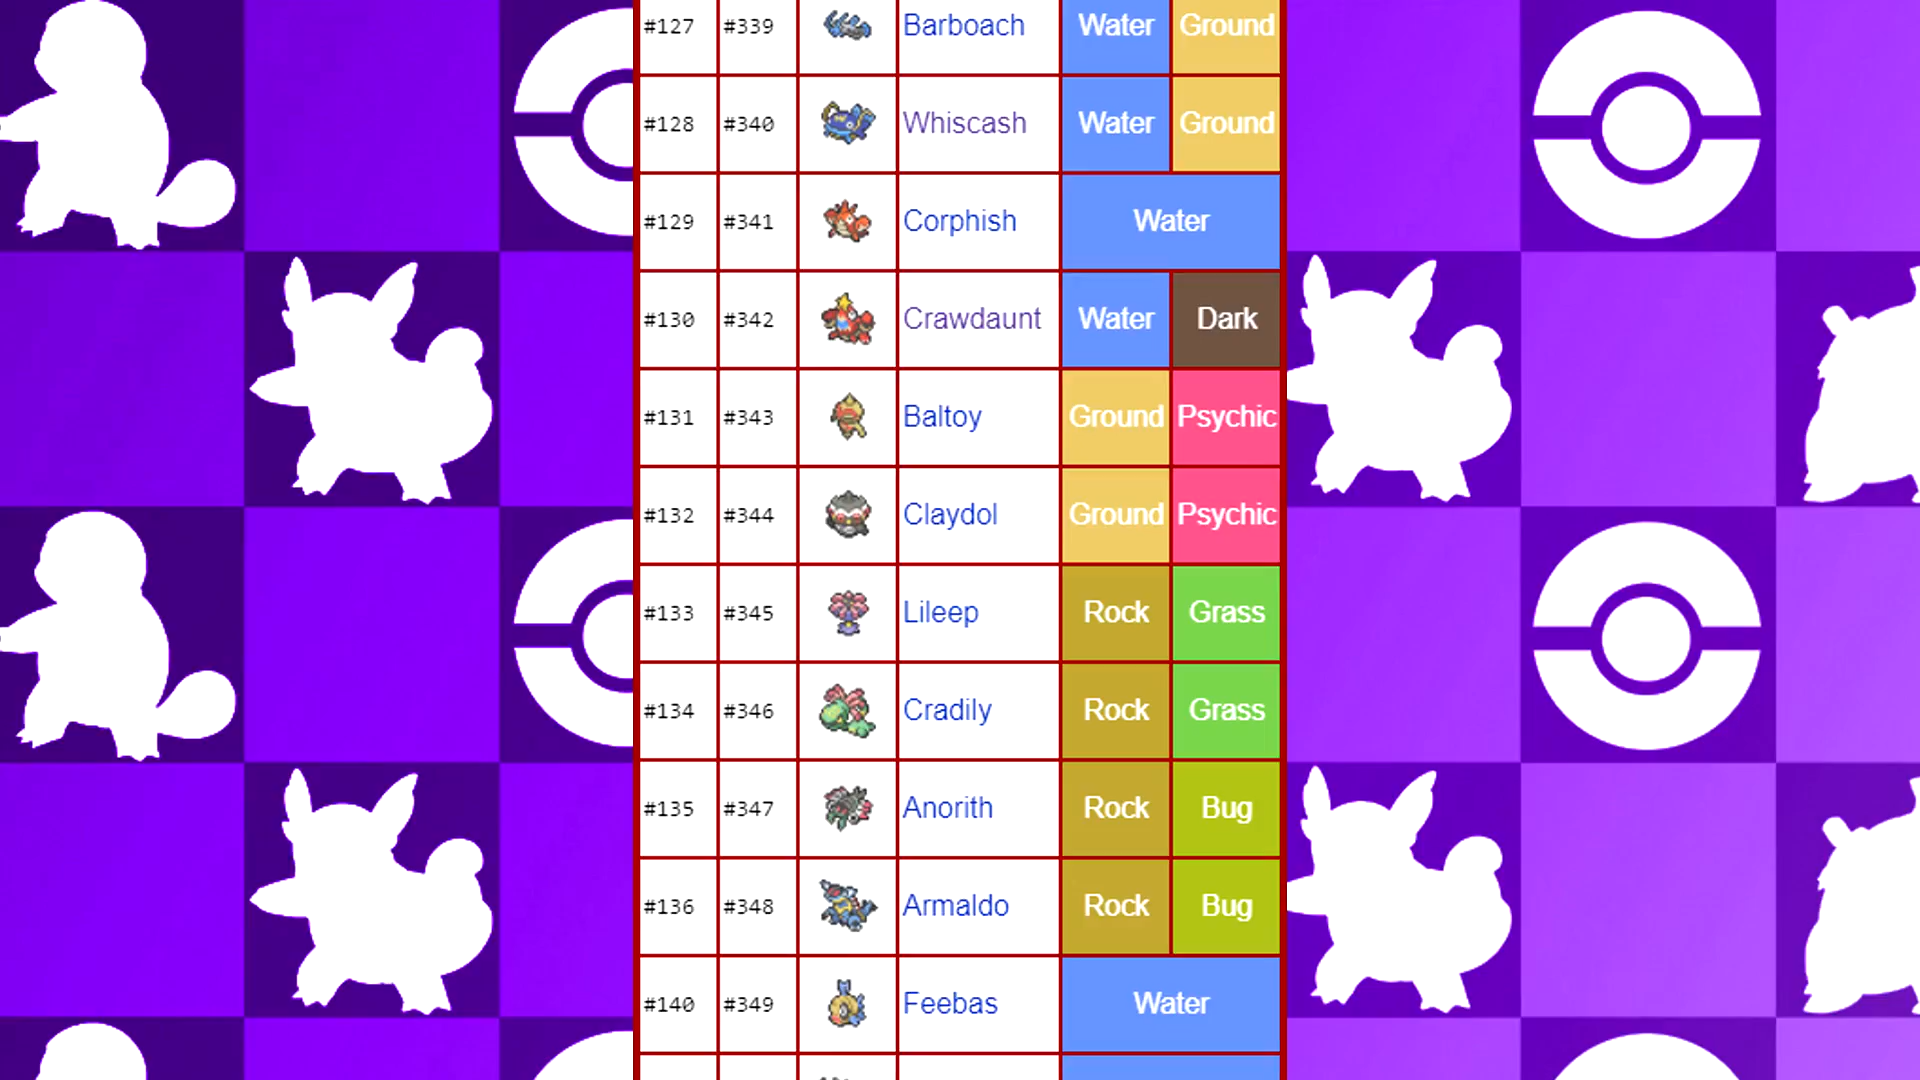 #127 #339 Barboach Water Ground
#128 #340 Whiscash Water Ground
#129 #341 Corphish Water
#130 #342 Crawdaunt Water Dark
#131 #343 Baltoy Ground Psychic
#132 #344 Claydol Ground Psychic
#133 #345 Lileep Rock Grass
#134 #346 Cradily Rock Grass
#135 #347 Anorith Rock Bug
#136 #348 Armaldo Rock Bug
#140 #349 Feebas Water